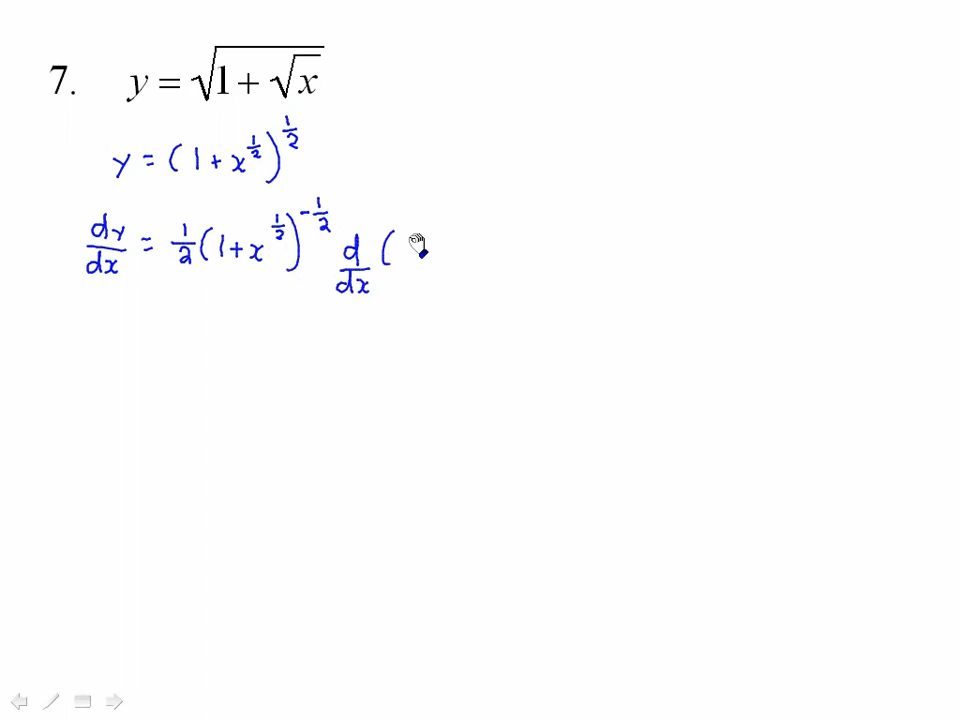 7. y = √(1 + √x)
y = (1 + x^(1/2))^(1/2)
dy/dx = 1/2 (1 + x^(1/2))^(-1/2) d/dx (